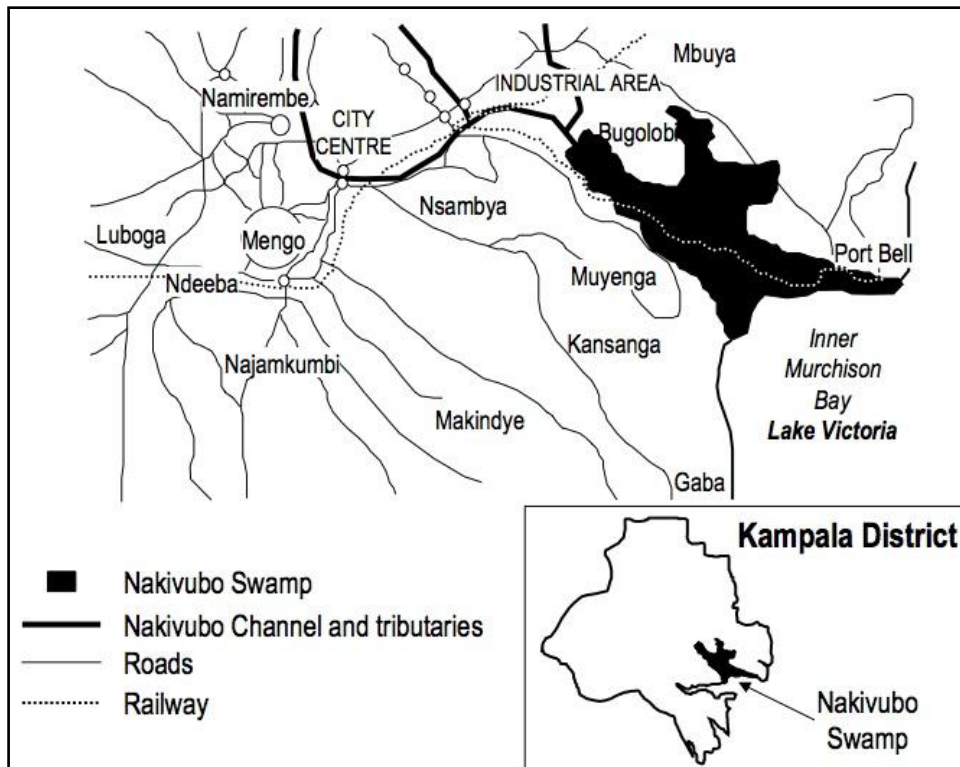 Mbuya
INDUSTRIAL AREA
Namirembe
CITY
CENTRE
Bugolobi
Nsambya
Luboga
Mengo
Port Bell
Ndeeba
Muyenga
Inner
Murchison
Bay
Lake Victoria
Kansanga
Najamkumbi
Makindye
Gaba
Kampala District
Nakivubo
Swamp
Nakivubo Swamp
Nakivubo Channel and tributaries
Roads
Railway